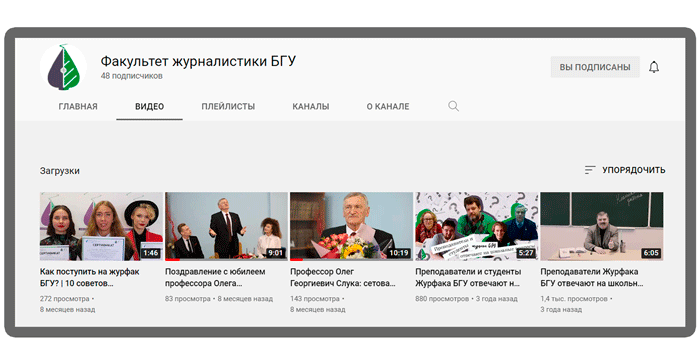 Факультет журналистики БГУ
48 подписчиков
ВЫ ПОДПИСАНЫ
ГЛАВНАЯ ВИДЕО ПЛЕЙЛИСТЫ КАНАЛЫ О КАНАЛЕ
Загрузки
УПОРЯДОЧИТЬ
СЕРТИФИКАТ
1:46
9:01
10:19
5:27
6:05
Как поступить на журфак
БГУ? | 10 советов...
272 просмотра •
8 месяцев назад
Поздравление с юбилеем
профессора Олега...
83 просмотра • 8 месяцев назад
Профессор Олег
Георгиевич Слука: сетова...
143 просмотра •
8 месяцев назад
Преподаватели и студенты
Журфака БГУ отвечают н...
880 просмотров • 3 года назад
Преподаватели Журфака
БГУ отвечают на школьн...
1,4 тыс. просмотров •
3 года назад